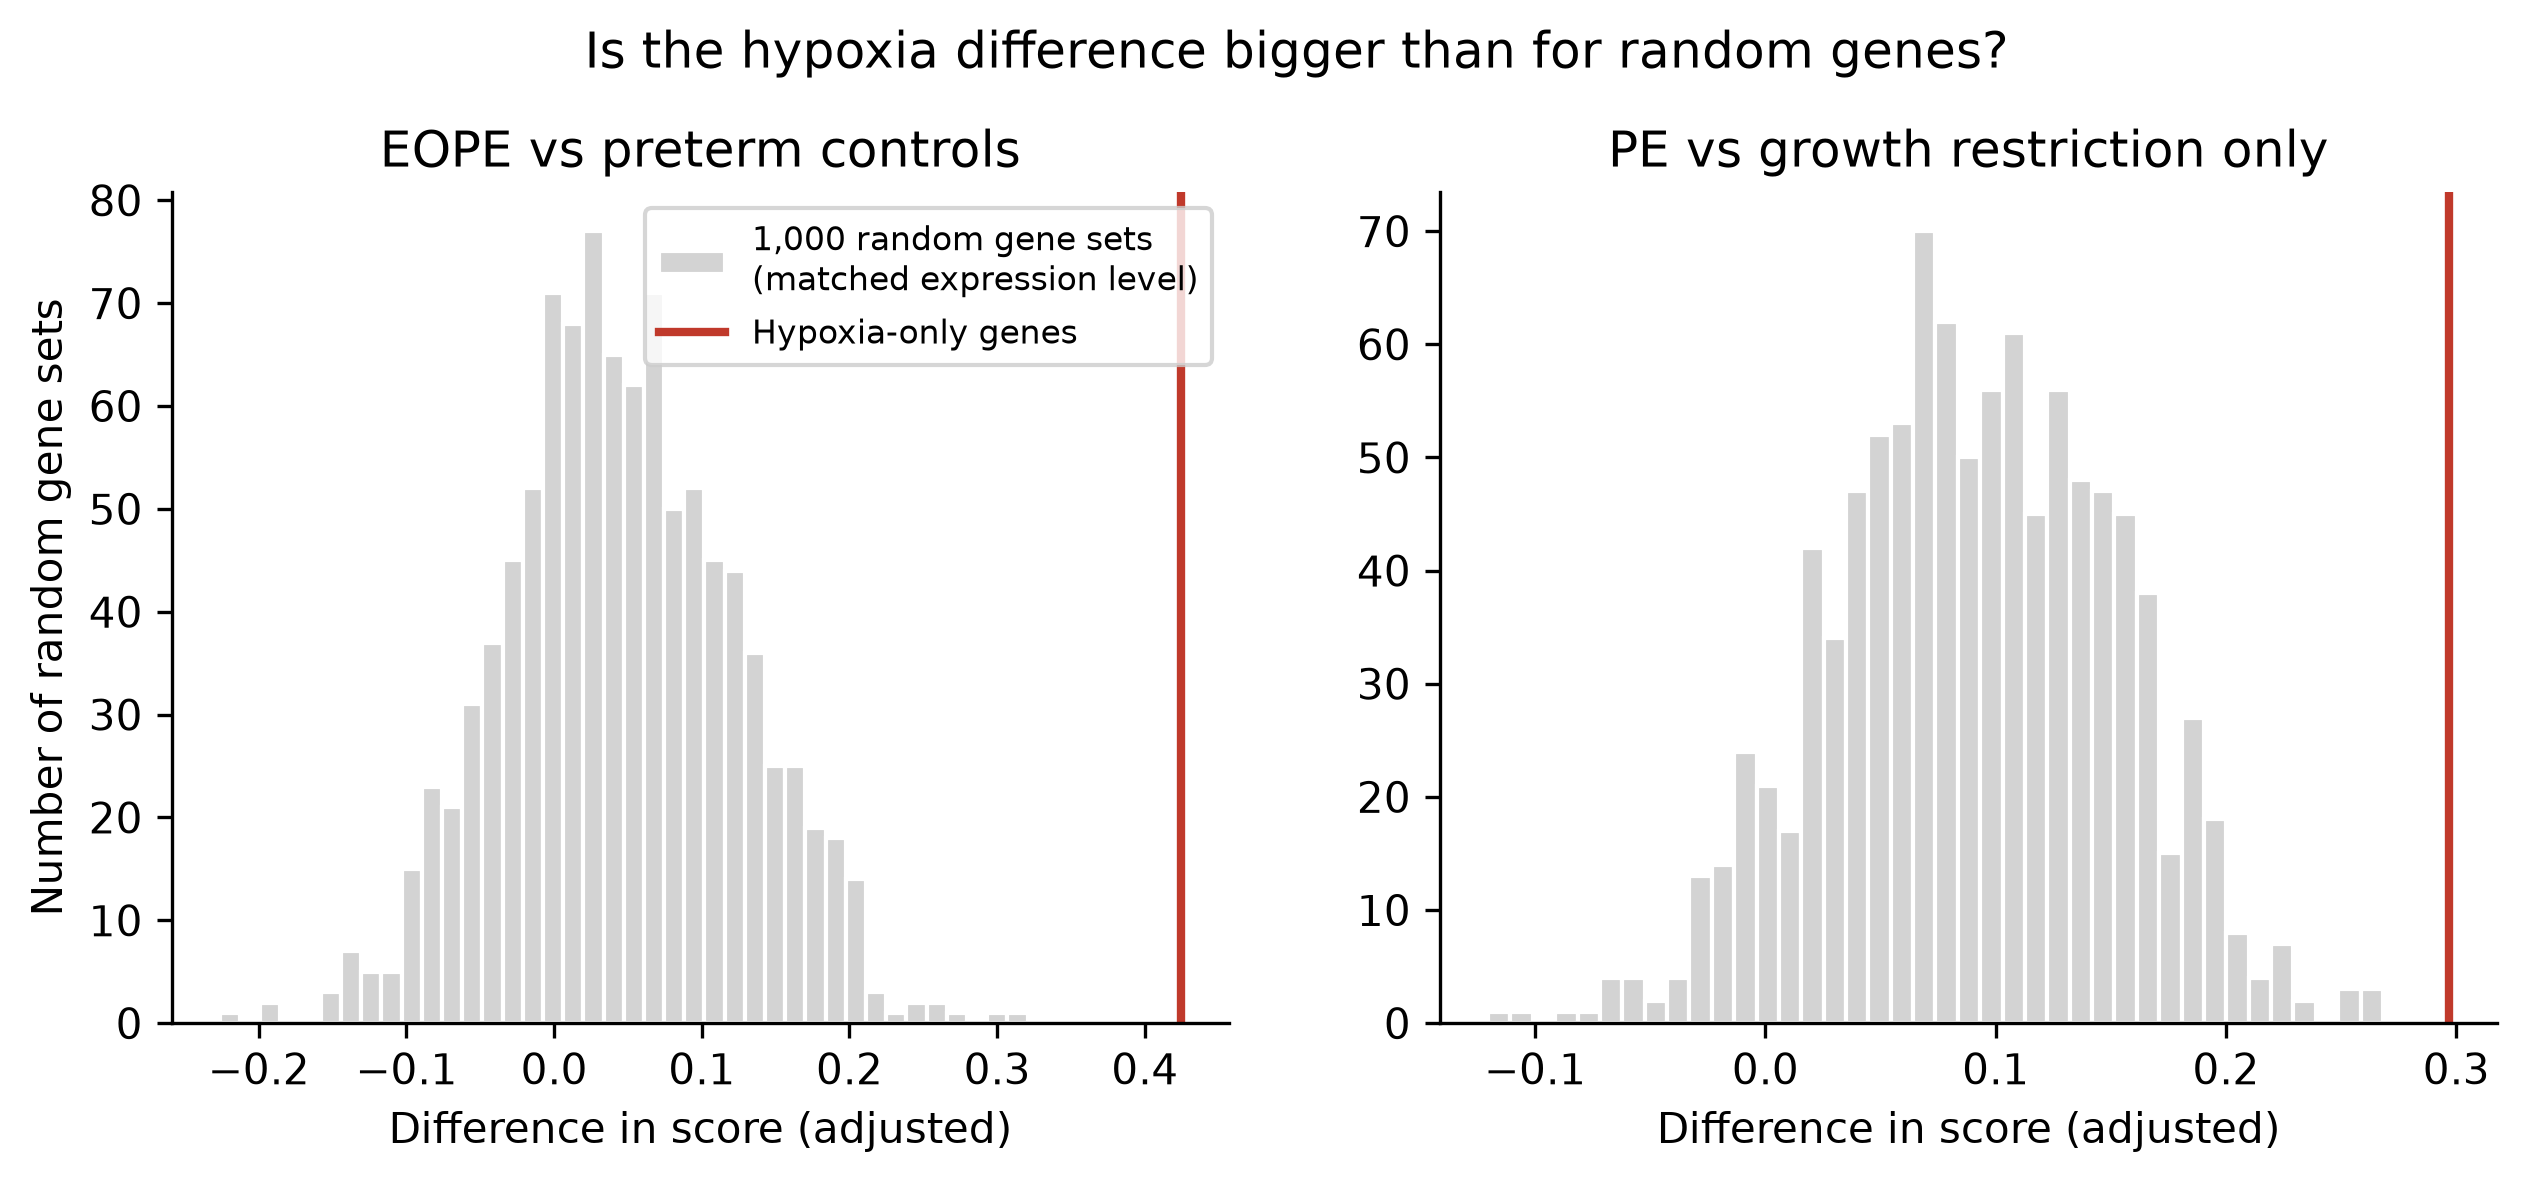 Is the hypoxia difference bigger than for random genes?
EOPE vs preterm controls
80
70
60
50
40
30
20
10
0
Number of random gene sets
1,000 random gene sets
(matched expression level)
Hypoxia-only genes
−0.2 −0.1 0.0 0.1 0.2 0.3 0.4
Difference in score (adjusted)
PE vs growth restriction only
70
60
50
40
30
20
10
0
−0.1 0.0 0.1 0.2 0.3
Difference in score (adjusted)